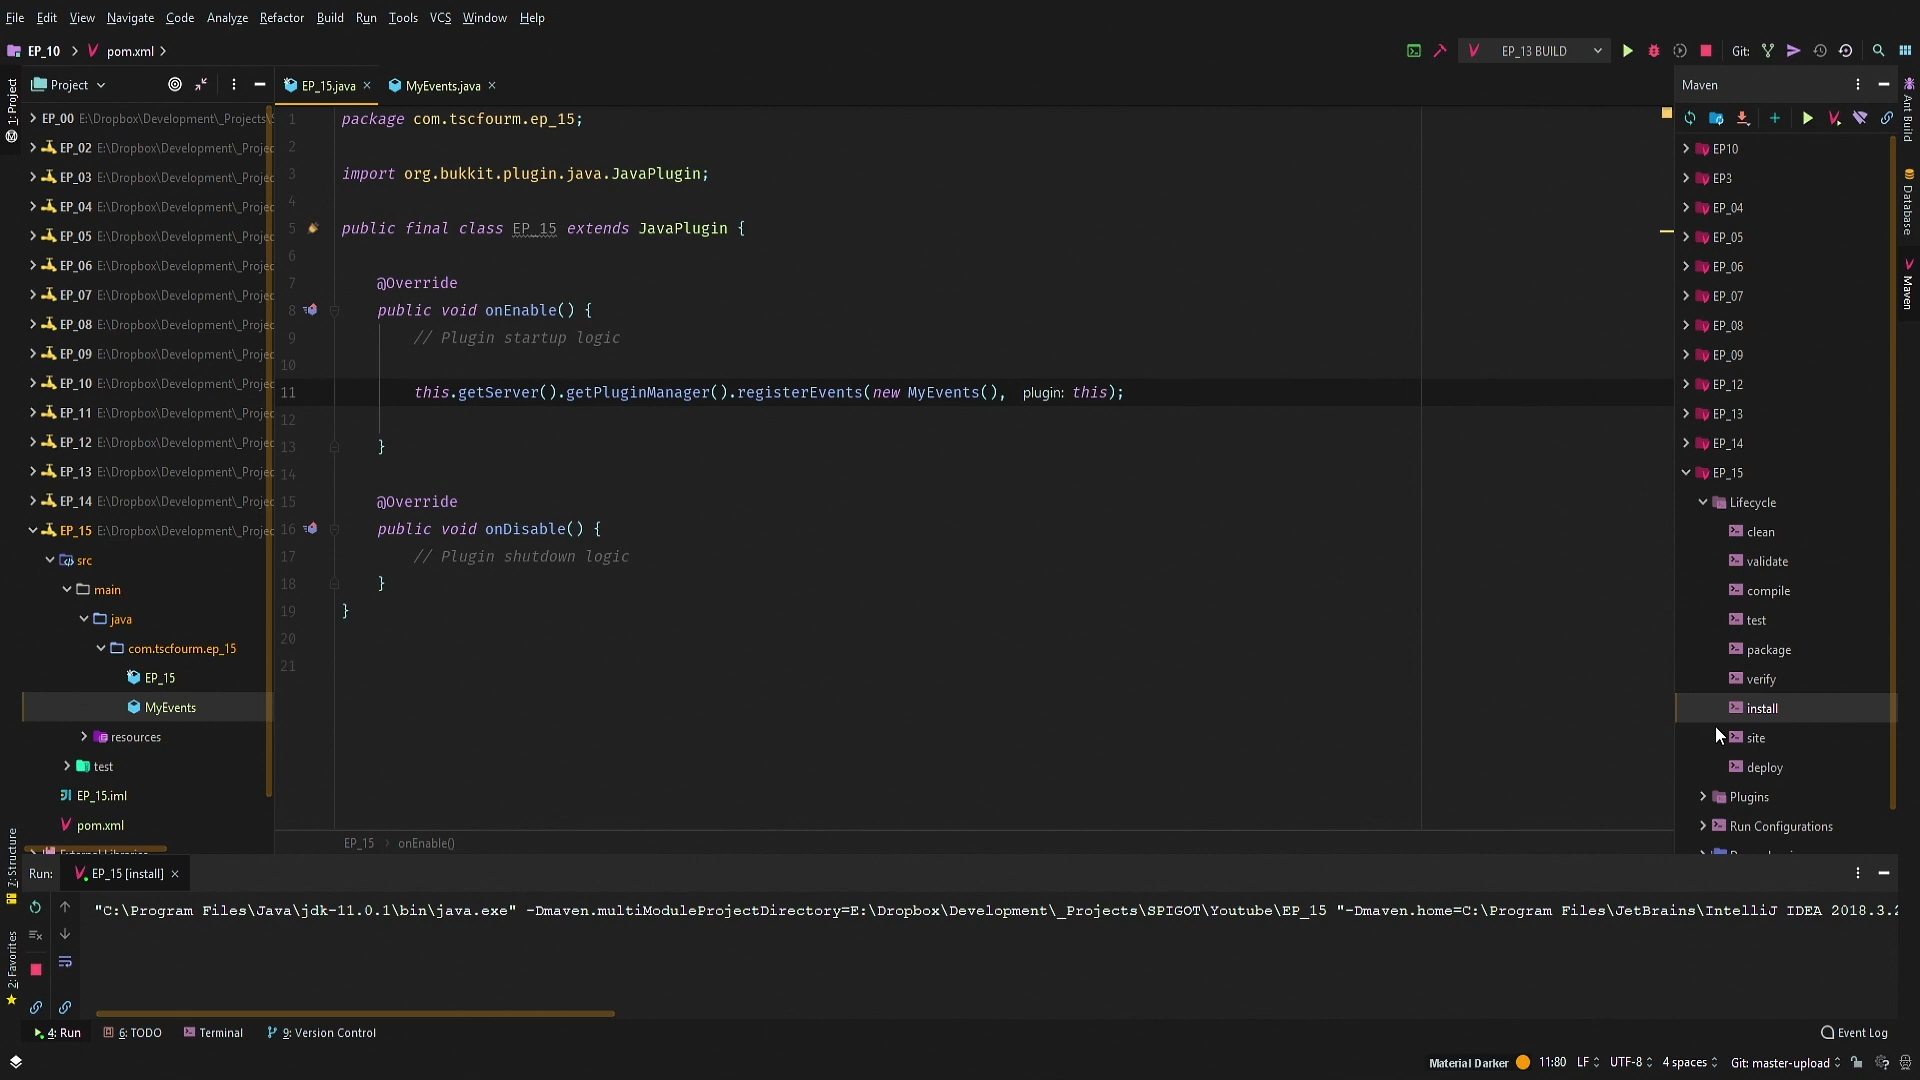 File Edit View Navigate Code Analyze Refactor Build Run Tools VCS Window Help
EP_10 pom.xml
EP_13 BUILD
Git:
1: Project
Project
EP_15.java
MyEvents.java
Maven
EP_00 E:\Dropbox\Development\_Projects\S
EP_02 E:\Dropbox\Development\_Projec
EP_03 E:\Dropbox\Development\_Projec
EP_04 E:\Dropbox\Development\_Projec
EP_05 E:\Dropbox\Development\_Projec
EP_06 E:\Dropbox\Development\_Projec
EP_07 E:\Dropbox\Development\_Projec
EP_08 E:\Dropbox\Development\_Projec
EP_09 E:\Dropbox\Development\_Projec
EP_10 E:\Dropbox\Development\_Projec
EP_11 E:\Dropbox\Development\_Projec
EP_12 E:\Dropbox\Development\_Projec
EP_13 E:\Dropbox\Development\_Projec
EP_14 E:\Dropbox\Development\_Projec
EP_15 E:\Dropbox\Development\_Projec
src
main
java
com.tscfourm.ep_15
EP_15
MyEvents
resources
test
EP_15.iml
pom.xml
1 package com.tscfourm.ep_15;
2
3 import org.bukkit.plugin.java.JavaPlugin;
4
5 public final class EP_15 extends JavaPlugin {
6
7 @Override
8 public void onEnable() {
9 // Plugin startup logic
10
11 this.getServer().getPluginManager().registerEvents(new MyEvents(), plugin: this);
12
13 }
14
15 @Override
16 public void onDisable() {
17 // Plugin shutdown logic
18 }
19 }
20
21
EP_15 onEnable()
EP10
EP3
EP_04
EP_05
EP_06
EP_07
EP_08
EP_09
EP_12
EP_13
EP_14
EP_15
Lifecycle
clean
validate
compile
test
package
verify
install
site
deploy
Plugins
Run Configurations
Ant Build
Database
Maven
7: Structure
2: Favorites
Run: EP_15 [install]
"C:\Program Files\Java\jdk-11.0.1\bin\java.exe" -Dmaven.multiModuleProjectDirectory=E:\Dropbox\Development\_Projects\SPIGOT\Youtube\EP_15 "-Dmaven.home=C:\Program Files\JetBrains\IntelliJ IDEA 2018.3.2
4: Run 6: TODO Terminal 9: Version Control
Event Log
Material Darker 11:80 LF UTF-8 4 spaces Git: master-upload